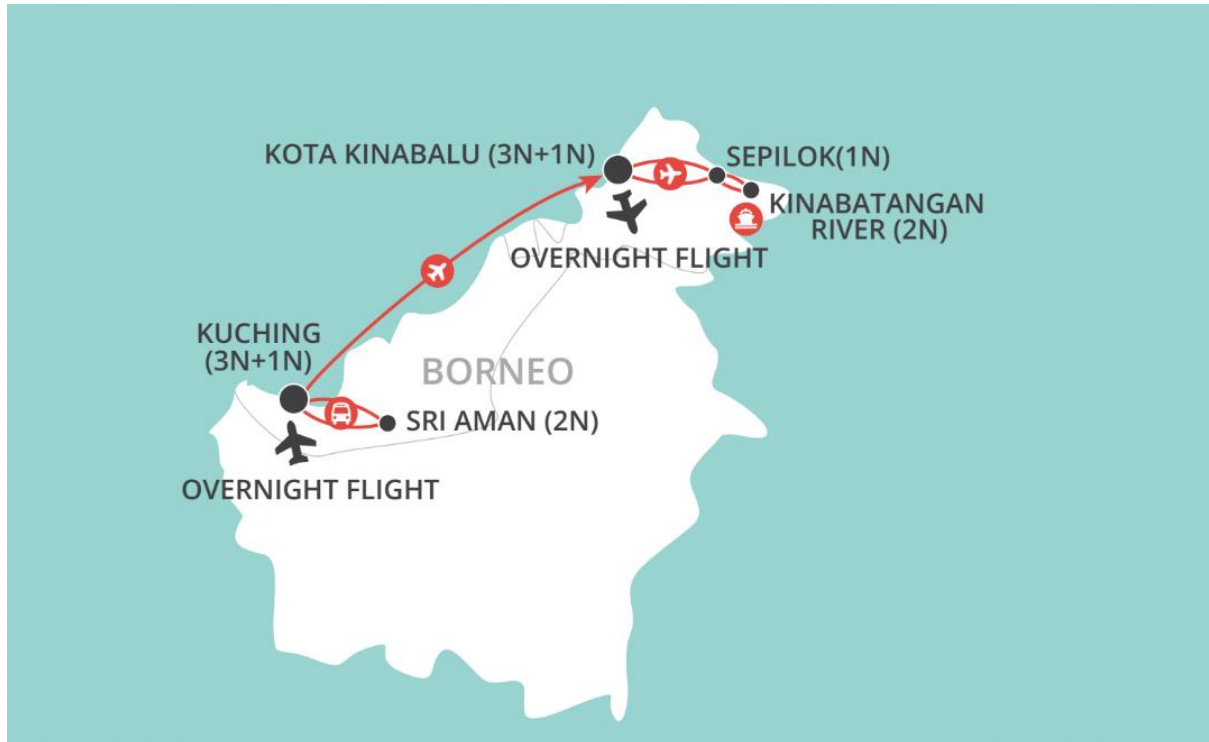 KOTA KINABALU (3N+1N)
SEPILOK(1N)
KINABATANGAN
RIVER (2N)
OVERNIGHT FLIGHT
KUCHING
(3N+1N)
BORNEO
SRI AMAN (2N)
OVERNIGHT FLIGHT